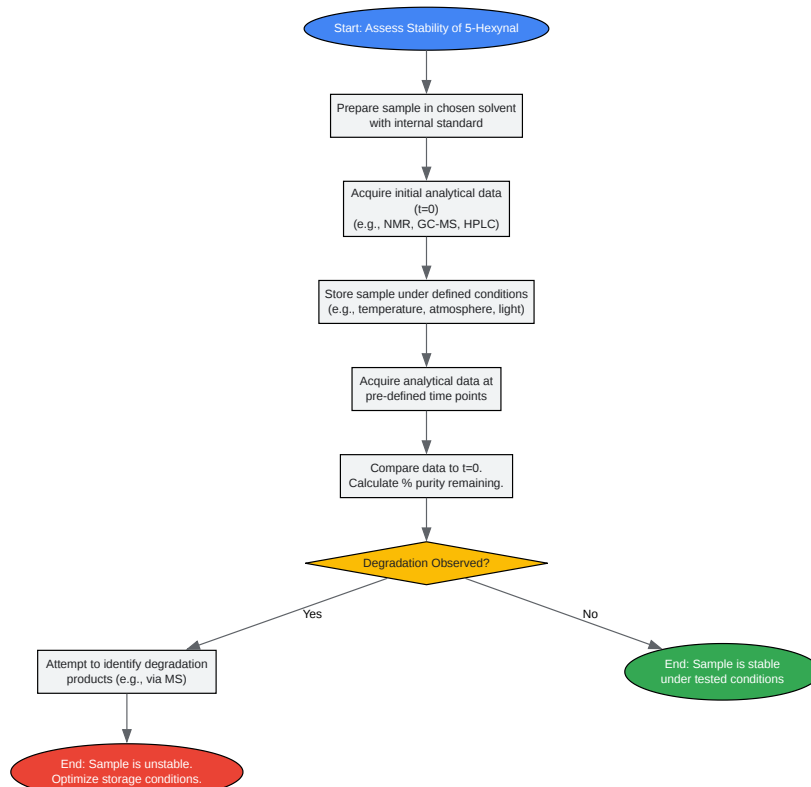 Start: Assess Stability of 5-Hexynal
Prepare sample in chosen solvent
with internal standard
Acquire initial analytical data
(t=0)
(e.g., NMR, GC-MS, HPLC)
Store sample under defined conditions
(e.g., temperature, atmosphere, light)
Acquire analytical data at
pre-defined time points
Compare data to t=0.
Calculate % purity remaining.
Degradation Observed?
Yes
No
Attempt to identify degradation
products (e.g., via MS)
End: Sample is stable
under tested conditions
End: Sample is unstable.
Optimize storage conditions.